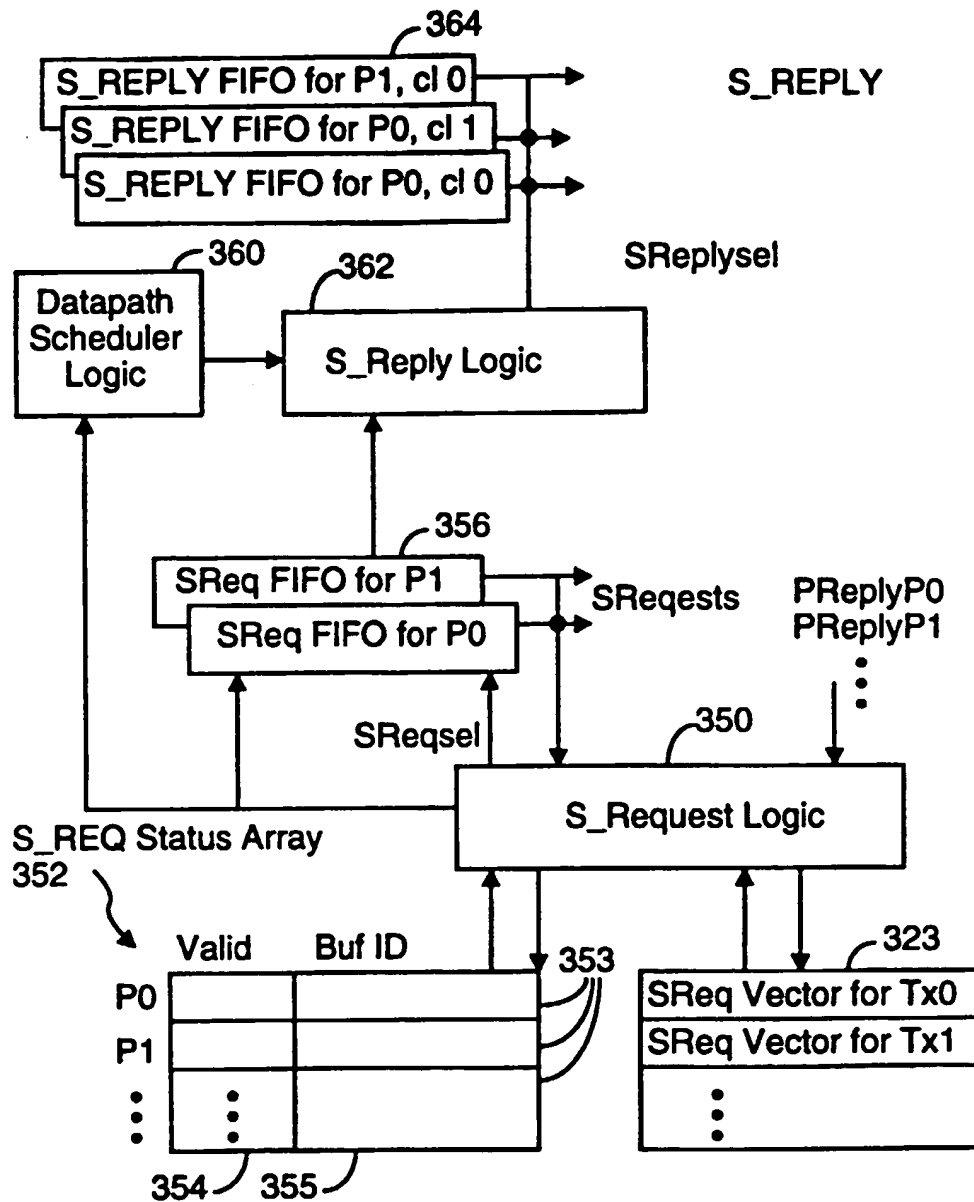 364
S_REPLY FIFO for P1, cl 0
S_REPLY
S_REPLY FIFO for P0, cl 1
S_REPLY FIFO for P0, cl 0
360
362
SReplysel
Datapath
Scheduler
Logic
S_Reply Logic
356
SReq FIFO for P1
SReqests
PReplyP0
SReq FIFO for P0
PReplyP1
SReqsel
350
S_Request Logic
S_REQ Status Array
352
Valid
Buf ID
353
323
P0
SReq Vector for Tx0
P1
SReq Vector for Tx1
354
355